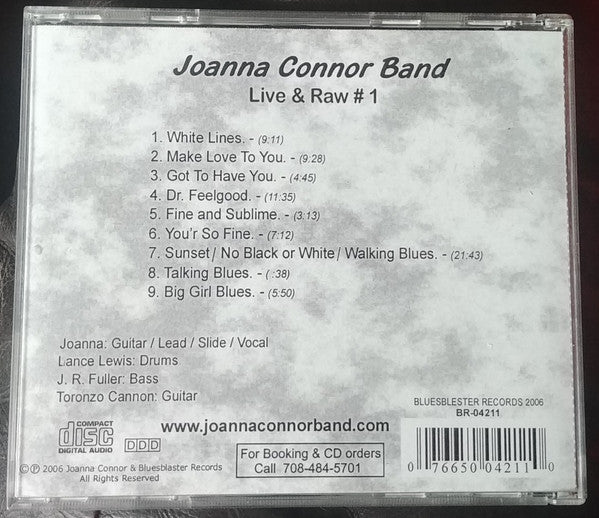 Joanna Connor Band
Live & Raw # 1
1. White Lines. - (9:11)
2. Make Love To You. - (9:28)
3. Got To Have You. - (4:45)
4. Dr. Feelgood. - (11:35)
5. Fine and Sublime. - (3:13)
6. You'r So Fine. - (7:12)
7. Sunset / No Black or White / Walking Blues. - (21:43)
8. Talking Blues. - ( :38)
9. Big Girl Blues. - (5:50)
Joanna: Guitar / Lead / Slide / Vocal
Lance Lewis: Drums
J. R. Fuller: Bass
Toronzo Cannon: Guitar
BLUESBLESTER RECORDS 2006
BR-04211
www.joannaconnorband.com
COMPACT
disc
DIGITAL AUDIO
DDD
For Booking & CD orders
Call 708-484-5701
©℗ 2006 Joanna Connor & Bluesblaster Records
All Rights Reserved
0 76650 04211 0